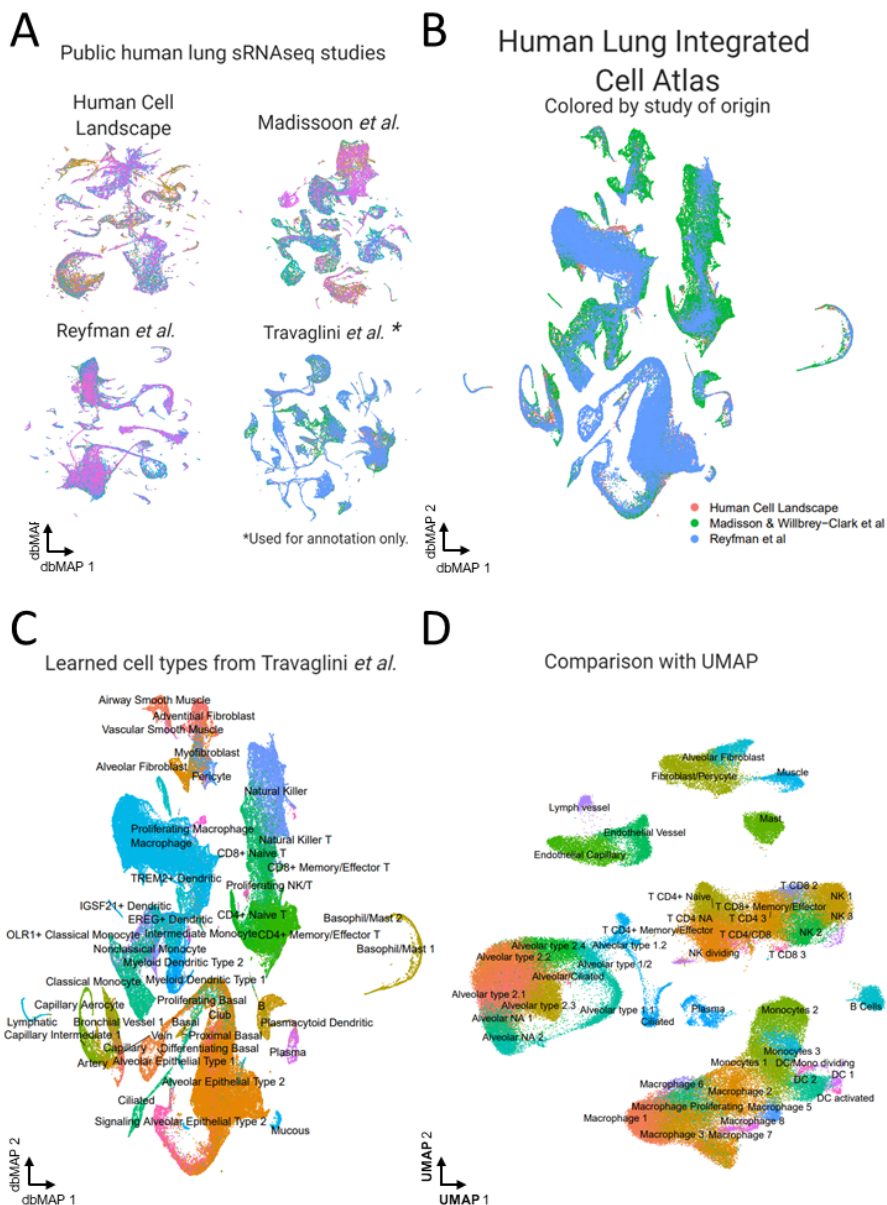 A
Public human lung sRNAseq studies
Human Cell
Landscape
Madissoon et al.
Reyfman et al.
Travaglini et al. *
dbMAP 1
*Used for annotation only.
B
Human Lung Integrated
Cell Atlas
Colored by study of origin
Human Cell Landscape
Madisson & Willbrey-Clark et al
Reyfman et al
dbMAP 2
dbMAP 1
C
Learned cell types from Travaglini et al.
Airway Smooth Muscle
Adventitial Fibroblast
Vascular Smooth Muscle
Myofibroblast
Alveolar Fibroblast
Pericyte
Natural Killer
Proliferating Macrophage
Macrophage
Natural Killer T
CD8+ Naive T
CD8+ Memory/Effector T
TREM2+ Dendritic
Proliferating NK/T
IGSF21+ Dendritic
EREG+ Dendritic
CD4+ Naive T
Basophil/Mast 2
OLR1+ Classical Monocyte
Intermediate Monocyte
CD4+ Memory/Effector T
Nonclassical Monocyte
Basophil/Mast 1
Myeloid Dendritic Type 2
Classical Monocyte
Myeloid Dendritic Type 1
Capillary Aerocyte
Proliferating Basal
B
Club
Lymphatic
Bronchial Vessel 1
Basal
Plasmacytoid Dendritic
Capillary Intermediate 1
Vein
Proximal Basal
Capillary
Differentiating Basal
Plasma
Artery
Alveolar Epithelial Type 1
Alveolar Epithelial Type 2
Ciliated
Signaling Alveolar Epithelial Type 2
Mucous
dbMAP 2
dbMAP 1
D
Comparison with UMAP
Alveolar Fibroblast
Fibroblast/Perycyte
Muscle
Lymph vessel
Mast
Endothelial Vessel
Endothelial Capillary
T CD8 2
T CD4+ Naive
NK 1
T CD8+ Memory/Effector
T CD4 NA
T CD4 3
NK 3
T CD4+ Memory/Effector
T CD4/CD8
NK 2
Alveolar type 2.4
Alveolar type 1.2
Alveolar type 2.2
NK dividing
T CD8 3
Alveolar type 1/2
Alveolar/Ciliated
Alveolar type 2.1
Alveolar type 2.3
Alveolar type 1.1
Plasma
B Cells
Alveolar NA 1
Ciliated
Monocytes 2
Alveolar NA 2
Monocytes 3
Monocytes 1
DC/Mono dividing
DC 1
DC 2
Macrophage 6
Macrophage 2
DC activated
Macrophage Proliferating
Macrophage 5
Macrophage 1
Macrophage 8
Macrophage 3
Macrophage 7
UMAP 2
UMAP 1